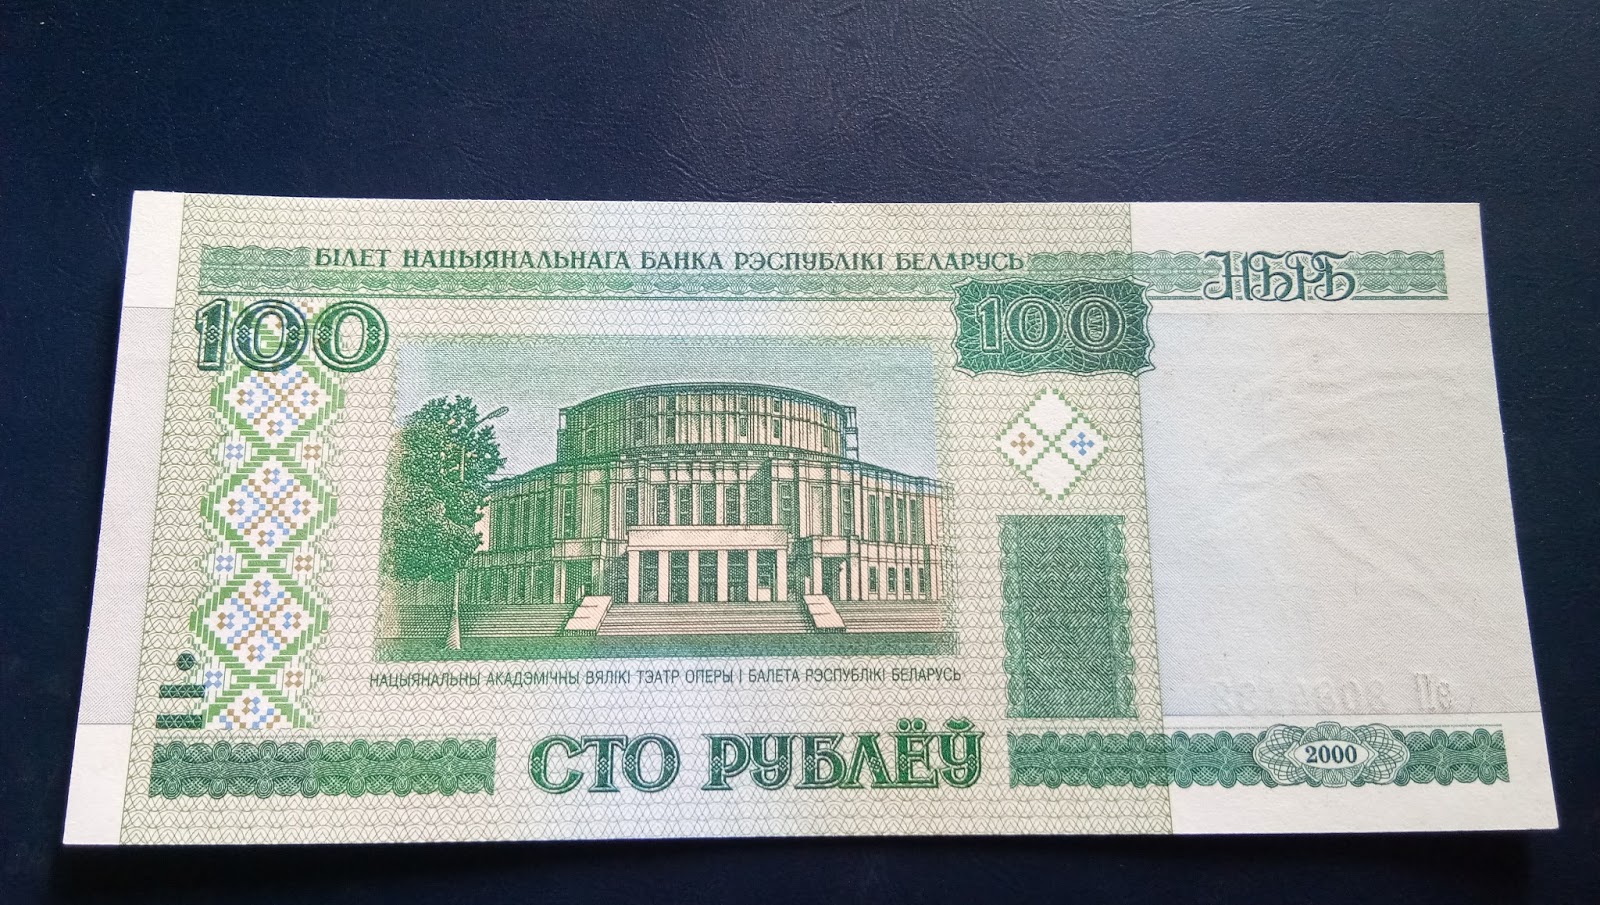 БІЛЕТ НАЦЫЯНАЛЬНАГА БАНКА РЭСПУБЛІКІ БЕЛАРУСЬ
НБРБ
100
100
НАЦЫЯНАЛЬНЫ АКАДЭМІЧНЫ ВЯЛІКІ ТЭАТР ОПЕРЫ І БАЛЕТА РЭСПУБЛІКІ БЕЛАРУСЬ
СТО РУБЛЁЎ
2000